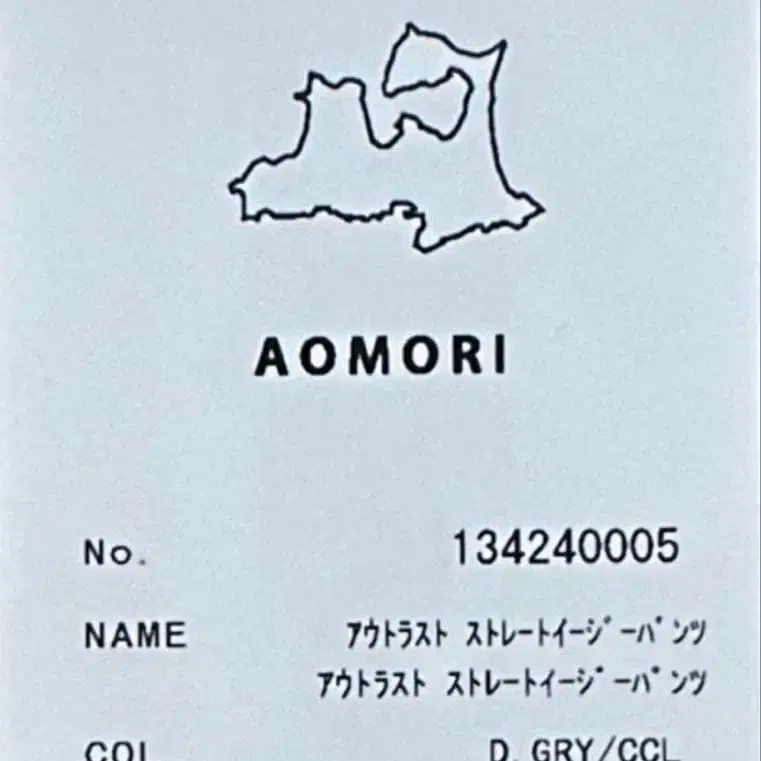 AOMORI
No. 134240005
NAME ｱｳﾄﾗｽﾄ ｽﾄﾚｰﾄｲｰｼﾞｰﾊﾟﾝﾂ
ｱｳﾄﾗｽﾄ ｽﾄﾚｰﾄｲｰｼﾞｰﾊﾟﾝﾂ
COL D.GRY/CCL